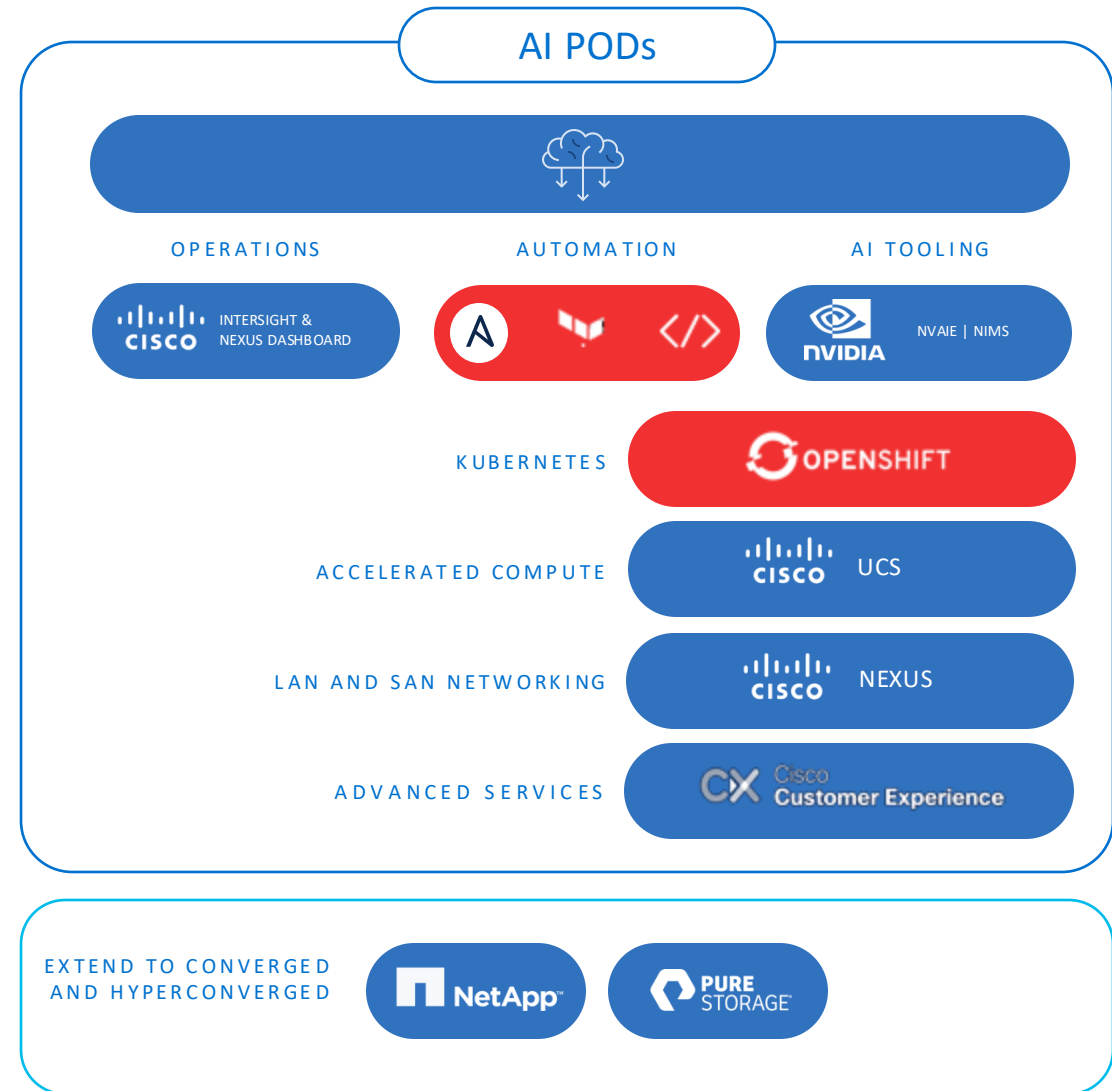 AI PODs
OPERATIONS
AUTOMATION
AI TOOLING
CISCO
INTERSIGHT &
NEXUS DASHBOARD
</>
NVIDIA
NVAIE | NIMS
KUBERNETES
OPENSHIFT
ACCELERATED COMPUTE
CISCO
UCS
LAN AND SAN NETWORKING
CISCO
NEXUS
ADVANCED SERVICES
CX
Cisco
Customer Experience
EXTEND TO CONVERGED
AND HYPERCONVERGED
NetApp™
PURE
STORAGE®